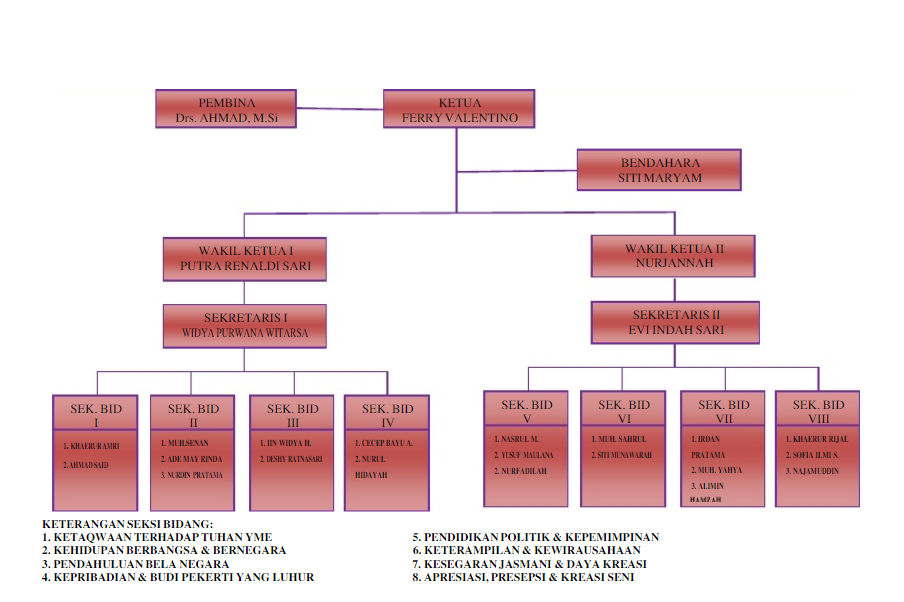 PEMBINA
Drs. AHMAD, M.Si
KETUA
FERRY VALENTINO
BENDAHARA
SITI MARYAM
WAKIL KETUA I
PUTRA RENALDI SARI
WAKIL KETUA II
NURJANNAH
SEKRETARIS I
WIDYA PURWANA WITARSA
SEKRETARIS II
EVI INDAH SARI
SEK. BID
I
1. KHAERUR AMRI
2. AHMAD SAID
SEK. BID
II
1. MUH.SENAN
2. ADE MAY RINDA
3. NURDIN PRATAMA
SEK. BID
III
1. IIN WIDYA H.
2. DESHY RATNASARI
SEK. BID
IV
1. CECEP BAYU A.
2. NURUL
HIDAYAH
SEK. BID
V
1. NASRUL M.
2. YUSUF MAULANA
2. NURFADILAH
SEK. BID
VI
1. MUH. SAHRUL
2. SITI MUNAWARAH
SEK. BID
VII
1. IRDAN
PRATAMA
2. MUH. YAHYA
3. ALIMIN
HAMZAH
SEK. BID
VIII
1. KHAERUR RIJAL
2. SOFIA ILMI S.
3. NAJAMUDDIN
KETERANGAN SEKSI BIDANG:
1. KETAQWAAN TERHADAP TUHAN YME
2. KEHIDUPAN BERBANGSA & BERNEGARA
3. PENDAHULUAN BELA NEGARA
4. KEPRIBADIAN & BUDI PEKERTI YANG LUHUR
5. PENDIDIKAN POLITIK & KEPEMIMPINAN
6. KETERAMPILAN & KEWIRAUSAHAAN
7. KESEGARAN JASMANI & DAYA KREASI
8. APRESIASI, PRESEPSI & KREASI SENI